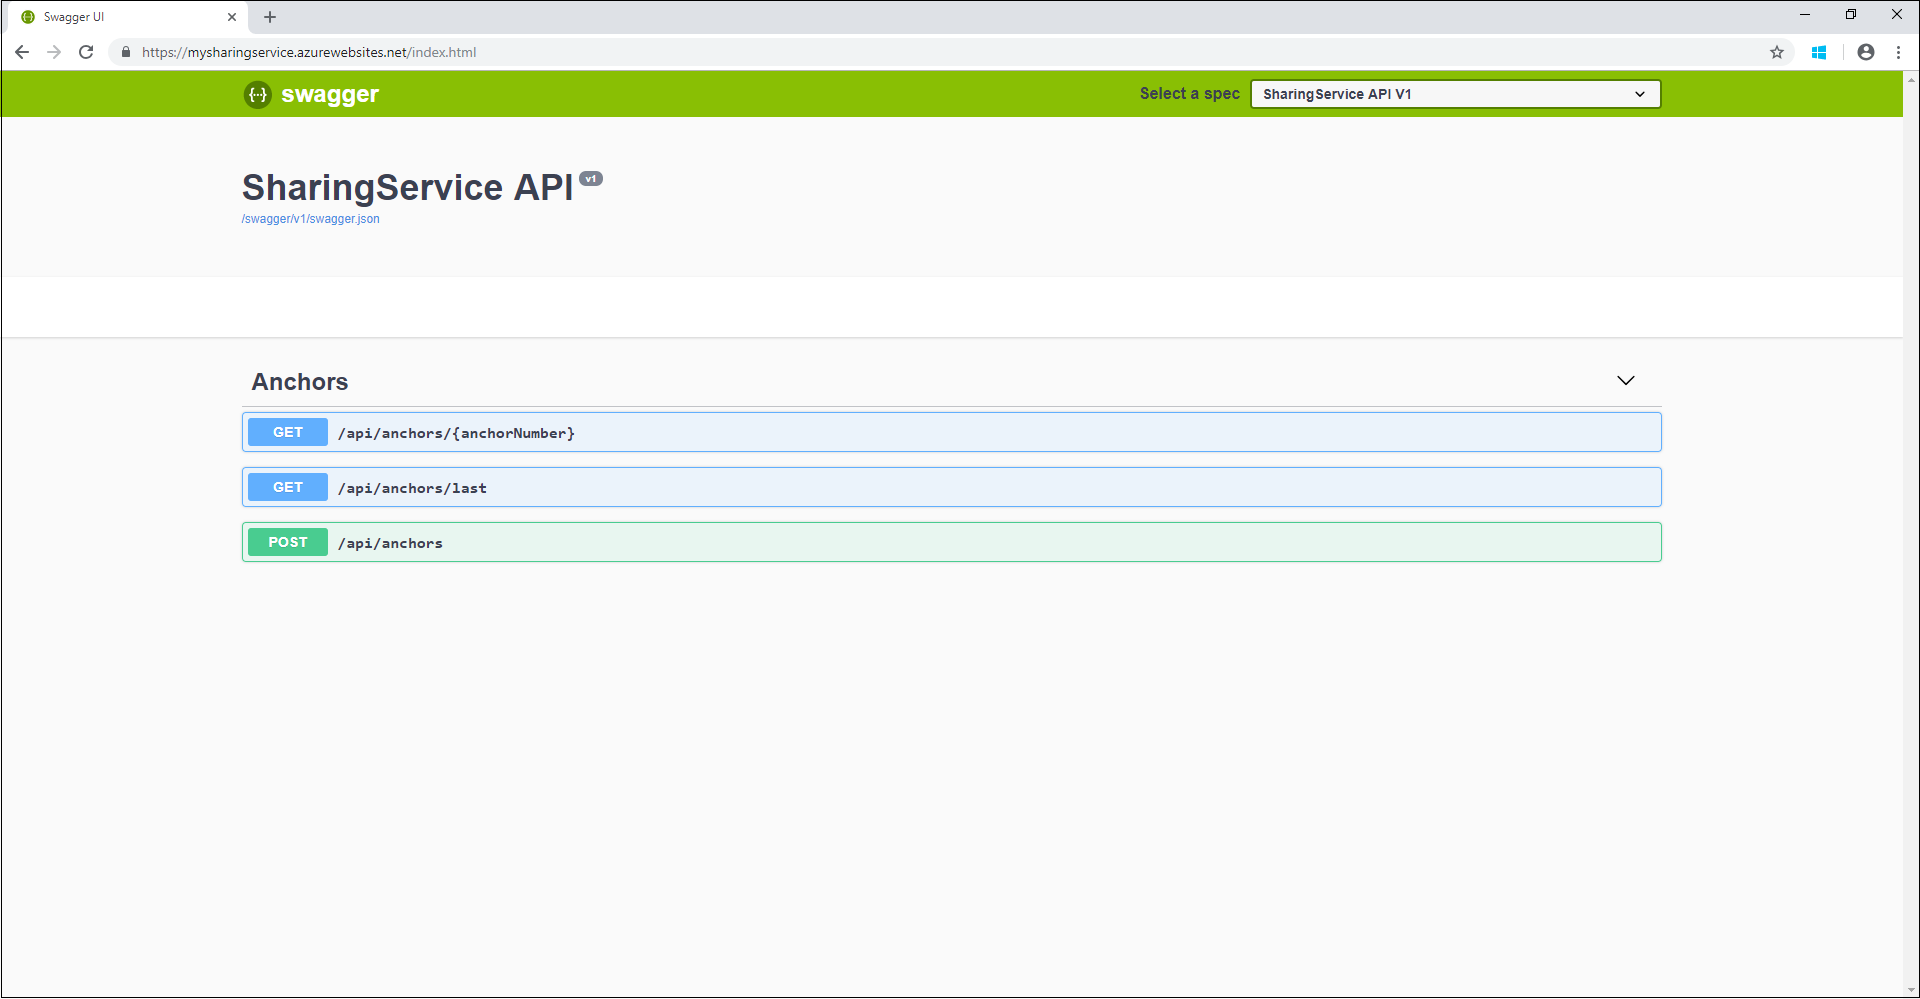 Swagger UI
https://mysharingservice.azurewebsites.net/index.html
{···} swagger
Select a spec
SharingService API V1
SharingService API v1
/swagger/v1/swagger.json
Anchors
GET /api/anchors/{anchorNumber}
GET /api/anchors/last
POST /api/anchors